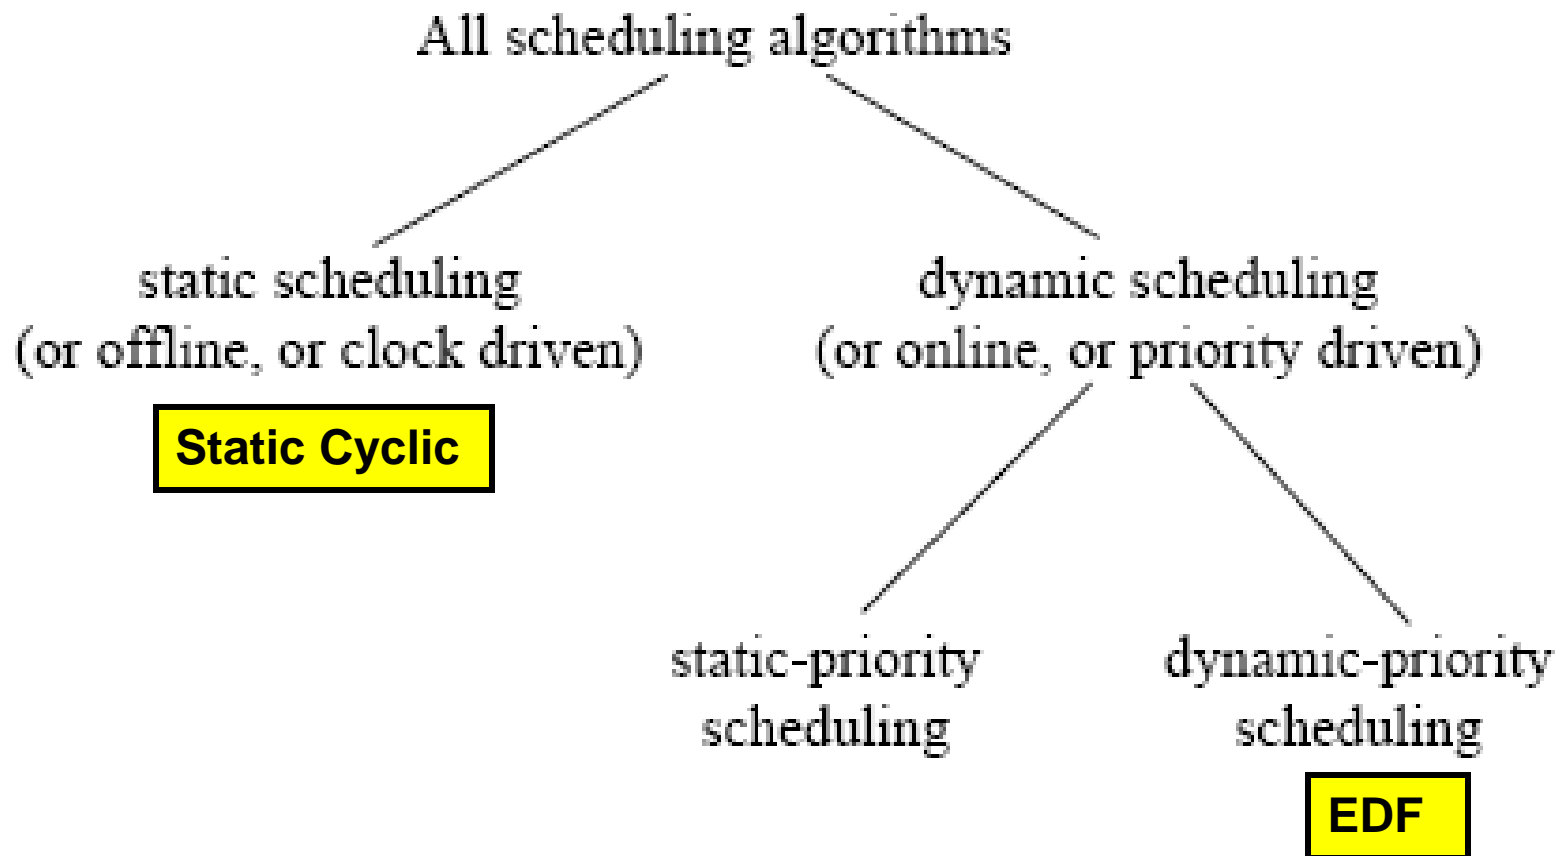 All scheduling algorithms
static scheduling
(or offline, or clock driven)
Static Cyclic
dynamic scheduling
(or online, or priority driven)
static-priority
scheduling
dynamic-priority
scheduling
EDF